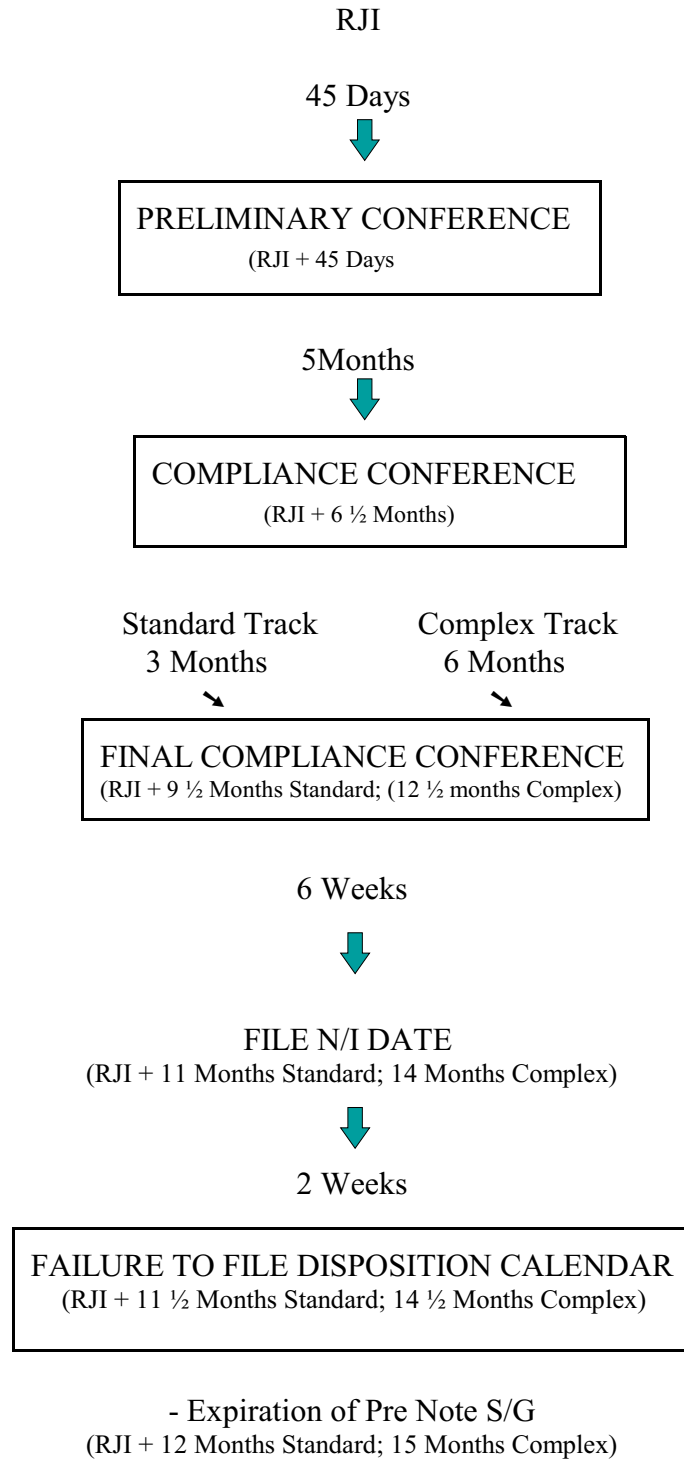 RJI
45 Days
PRELIMINARY CONFERENCE
(RJI + 45 Days
5Months
COMPLIANCE CONFERENCE
(RJI + 6 ½ Months)
Standard Track Complex Track
3 Months 6 Months
FINAL COMPLIANCE CONFERENCE
(RJI + 9 ½ Months Standard; (12 ½ months Complex)
6 Weeks
FILE N/I DATE
(RJI + 11 Months Standard; 14 Months Complex)
2 Weeks
FAILURE TO FILE DISPOSITION CALENDAR
(RJI + 11 ½ Months Standard; 14 ½ Months Complex)
- Expiration of Pre Note S/G
(RJI + 12 Months Standard; 15 Months Complex)